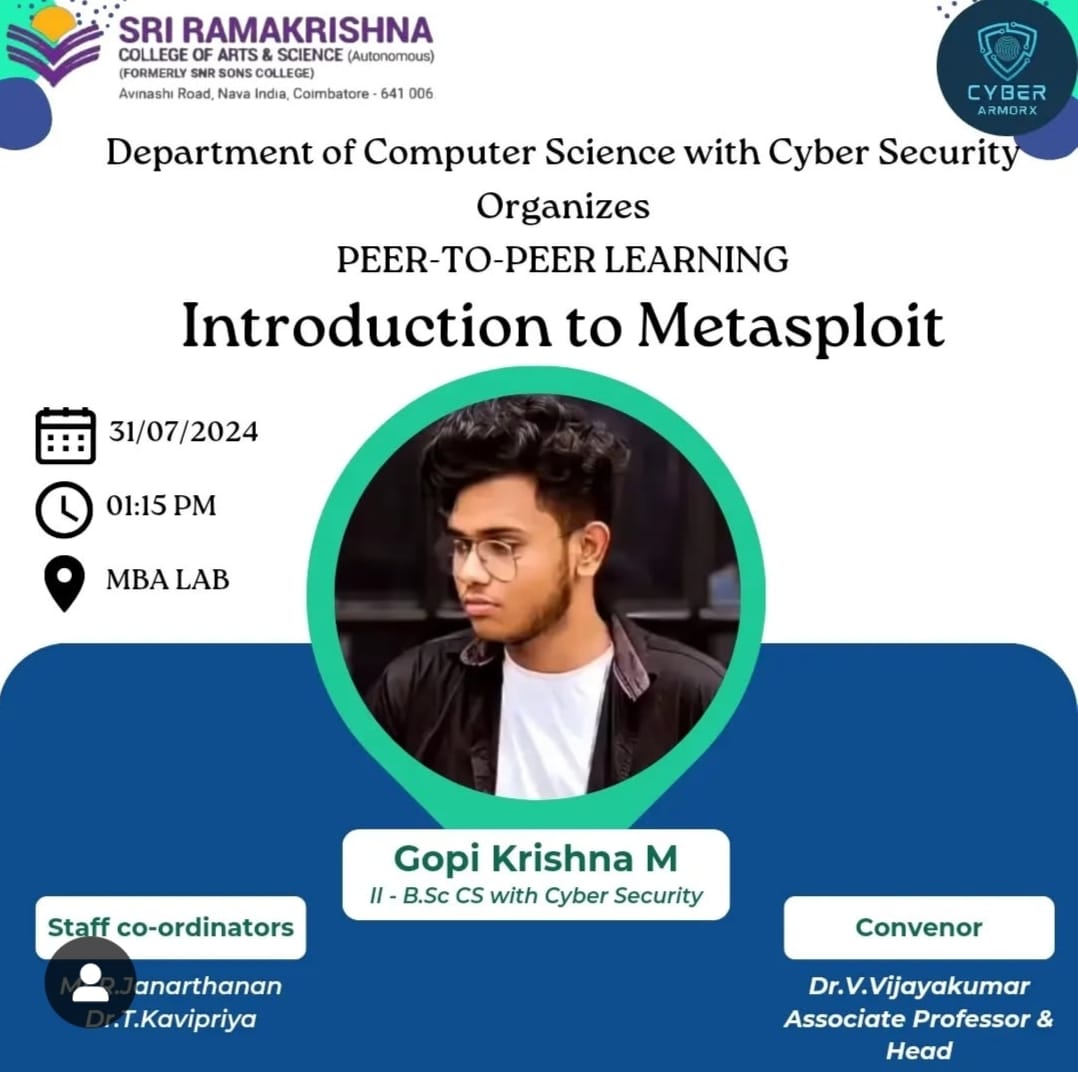 SRI RAMAKRISHNA
COLLEGE OF ARTS & SCIENCE (Autonomous)
(FORMERLY SNR SONS COLLEGE)
Avinashi Road, Nava India, Coimbatore - 641 006
CYBER
ARMORX
Department of Computer Science with Cyber Security
Organizes
PEER-TO-PEER LEARNING
Introduction to Metasploit
31/07/2024
01:15 PM
MBA LAB
Gopi Krishna M
II - B.Sc CS with Cyber Security
Staff co-ordinators
R.Janarthanan
Dr.T.Kavipriya
Convenor
Dr.V.Vijayakumar
Associate Professor &
Head